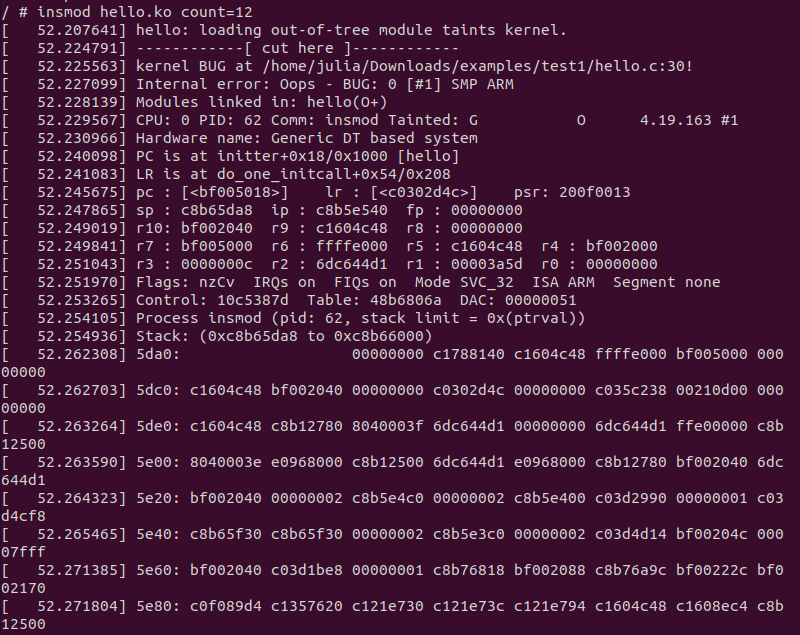 / # insmod hello.ko count=12
[   52.207641] hello: loading out-of-tree module taints kernel.
[   52.224791] ------------[ cut here ]------------
[   52.225563] kernel BUG at /home/julia/Downloads/examples/test1/hello.c:30!
[   52.227099] Internal error: Oops - BUG: 0 [#1] SMP ARM
[   52.228139] Modules linked in: hello(O+)
[   52.229567] CPU: 0 PID: 62 Comm: insmod Tainted: G           O      4.19.163 #1
[   52.230966] Hardware name: Generic DT based system
[   52.240098] PC is at initter+0x18/0x1000 [hello]
[   52.241083] LR is at do_one_initcall+0x54/0x208
[   52.245675] pc : [<bf005018>]    lr : [<c0302d4c>]    psr: 200f0013
[   52.247865] sp : c8b65da8  ip : c8b5e540  fp : 00000000
[   52.249019] r10: bf002040  r9 : c1604c48  r8 : 00000000
[   52.249841] r7 : bf005000  r6 : ffffe000  r5 : c1604c48  r4 : bf002000
[   52.251043] r3 : 0000000c  r2 : 6dc644d1  r1 : 00003a5d  r0 : 00000000
[   52.251970] Flags: nzCv  IRQs on  FIQs on  Mode SVC_32  ISA ARM  Segment none
[   52.253265] Control: 10c5387d  Table: 48b6806a  DAC: 00000051
[   52.254105] Process insmod (pid: 62, stack limit = 0x(ptrval))
[   52.254936] Stack: (0xc8b65da8 to 0xc8b66000)
[   52.262308] 5da0:                   00000000 c1788140 c1604c48 ffffe000 bf005000 000
00000
[   52.262703] 5dc0: c1604c48 bf002040 00000000 c0302d4c 00000000 c035c238 00210d00 000
00000
[   52.263264] 5de0: c1604c48 c8b12780 8040003f 6dc644d1 00000000 6dc644d1 ffe00000 c8b
12500
[   52.263590] 5e00: 8040003e e0968000 c8b12500 6dc644d1 e0968000 c8b12780 bf002040 6dc
644d1
[   52.264323] 5e20: bf002040 00000002 c8b5e4c0 00000002 c8b5e400 c03d2990 00000001 c03
d4cf8
[   52.265465] 5e40: c8b65f30 c8b65f30 00000002 c8b5e3c0 00000002 c03d4d14 bf00204c 000
07fff
[   52.271385] 5e60: bf002040 c03d1be8 00000001 c8b76818 bf002088 c8b76a9c bf00222c bf0
02170
[   52.271804] 5e80: c0f089d4 c1357620 c121e730 c121e73c c121e794 c1604c48 c1608ec4 c8b
12500